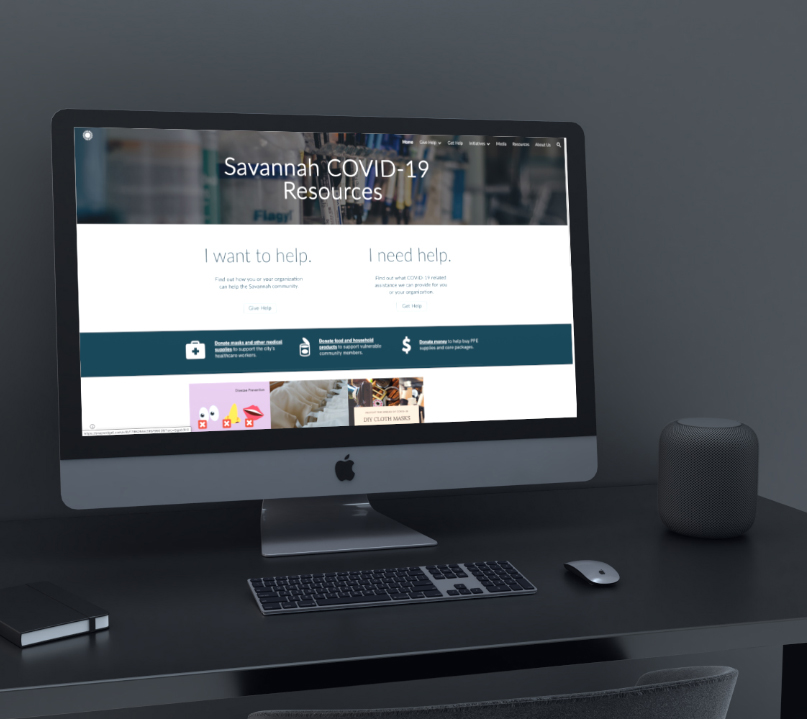 Home Give Help Get Help Initiatives Media Resources About Us
Savannah COVID-19
Resources
Flagyl
I want to help.
Find out how you or your organization
can help the Savannah community.
Give Help
I need help.
Find out what COVID-19-related
assistance we can provide for you
or your organization.
Get Help
Donate masks and other medical
supplies to support the city's
healthcare workers.
Donate food and household
products to support vulnerable
community members.
Donate money to help buy PPE
supplies and care packages.
Disease Prevention
DIY CLOTH MASKS